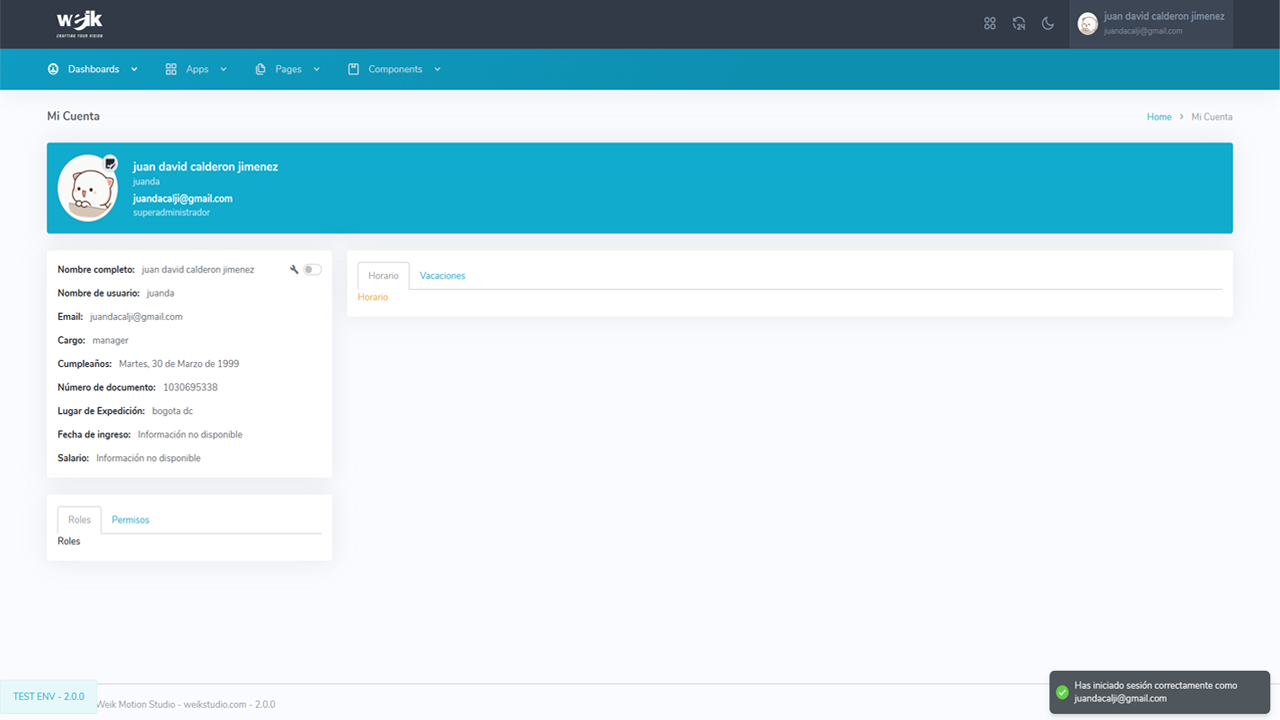 weik
CRAFTING YOUR VISION
24
juan david calderon jimenez
juandacalji@gmail.com
Dashboards
Apps
Pages
Components
Mi Cuenta
Home > Mi Cuenta
juan david calderon jimenez
juanda
juandacalji@gmail.com
superadministrador
Nombre completo: juan david calderon jimenez
Nombre de usuario: juanda
Email: juandacalji@gmail.com
Cargo: manager
Cumpleaños: Martes, 30 de Marzo de 1999
Número de documento: 1030695338
Lugar de Expedición: bogota dc
Fecha de ingreso: Información no disponible
Salario: Información no disponible
Roles
Permisos
Roles
Horario
Vacaciones
Horario
TEST ENV - 2.0.0
Weik Motion Studio - weikstudio.com - 2.0.0
Has iniciado sesión correctamente como
juandacalji@gmail.com